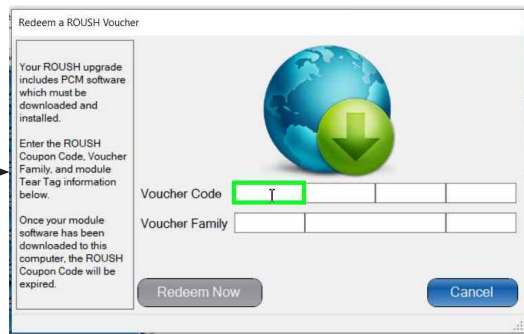 Redeem a ROUSH Voucher
Your ROUSH upgrade
includes PCM software
which must be
downloaded and
installed.
Enter the ROUSH
Coupon Code, Voucher
Family, and module
Tear Tag information
below.
Once your module
software has been
downloaded to this
computer, the ROUSH
Coupon Code will be
expired.
Voucher Code
Voucher Family
Redeem Now
Cancel